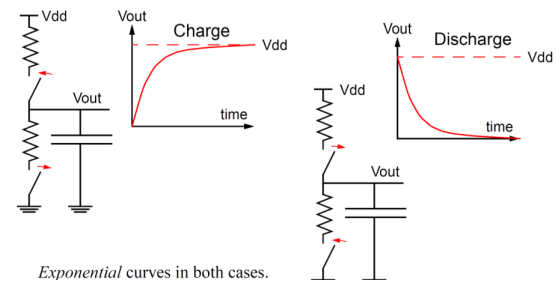 Vdd
Vout
Charge
Vdd
Vout
time
Vout
Discharge
Vdd
time
Vdd
Vout
Exponential curves in both cases.